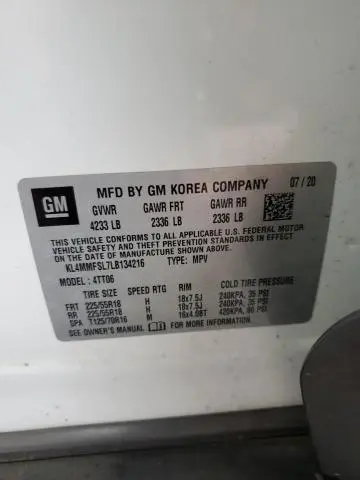 GM
MFD BY GM KOREA COMPANY 07/20
GVWR GAWR FRT GAWR RR
4233 LB 2336 LB 2336 LB
THIS VEHICLE CONFORMS TO ALL APPLICABLE U.S. FEDERAL MOTOR
VEHICLE SAFETY AND THEFT PREVENTION STANDARDS IN EFFECT
ON THE DATE OF MANUFACTURE SHOWN ABOVE.
KL4MMFSL7LB134216 TYPE: MPV
MODEL: 4TT06
TIRE SIZE SPEED RTG RIM COLD TIRE PRESSURE
FRT 225/55R18 H 18x7.5J 240KPA, 35 PSI
RR 225/55R18 H 18x7.5J 240KPA, 35 PSI
SPA T125/70R16 M 16x4.0BT 420KPA, 60 PSI
SEE OWNER'S MANUAL FOR MORE INFORMATION